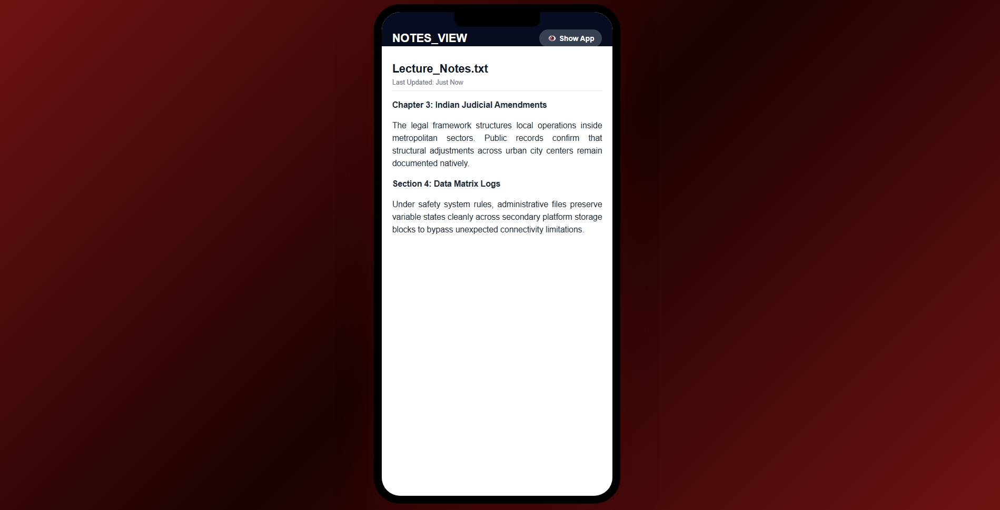 NOTES_VIEW
Show App
Lecture_Notes.txt
Last Updated: Just Now
Chapter 3: Indian Judicial Amendments
The legal framework structures local operations inside
metropolitan sectors. Public records confirm that
structural adjustments across urban city centers remain
documented natively.
Section 4: Data Matrix Logs
Under safety system rules, administrative files preserve
variable states cleanly across secondary platform storage
blocks to bypass unexpected connectivity limitations.